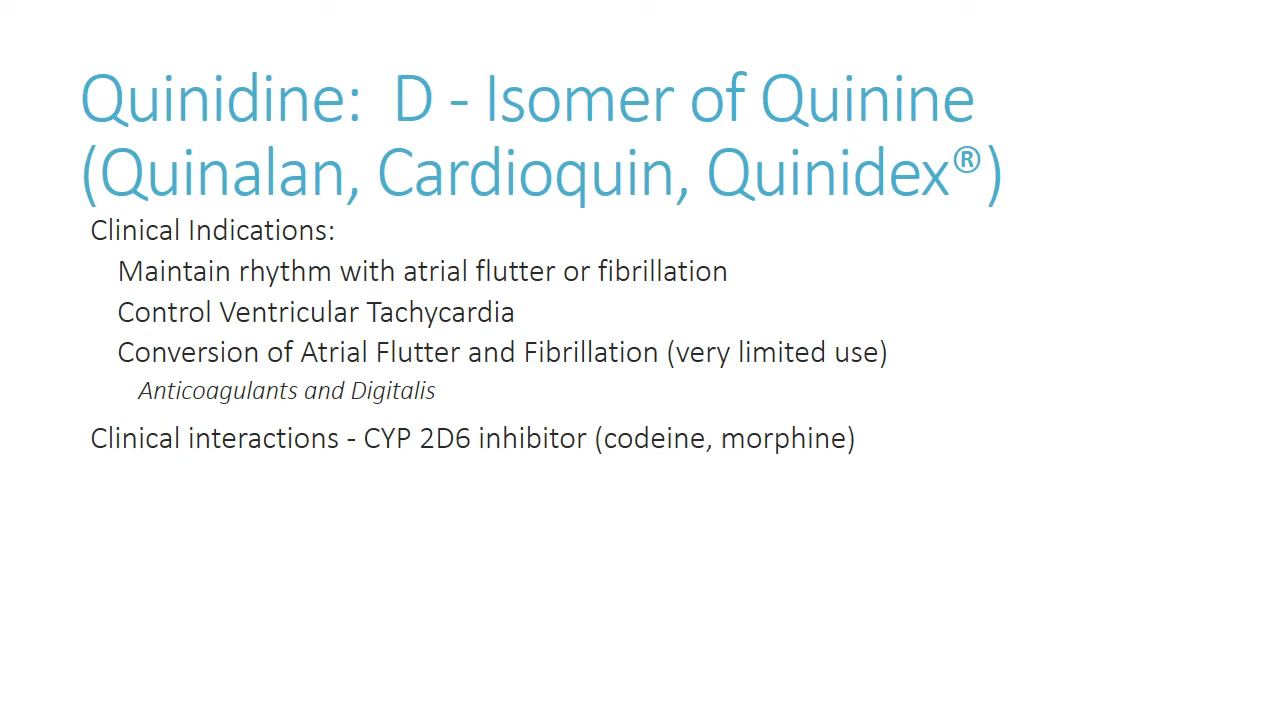 Quinidine:  D - Isomer of Quinine
(Quinalan, Cardioquin, Quinidex®)
Clinical Indications:
Maintain rhythm with atrial flutter or fibrillation
Control Ventricular Tachycardia
Conversion of Atrial Flutter and Fibrillation (very limited use)
Anticoagulants and Digitalis
Clinical interactions - CYP 2D6 inhibitor (codeine, morphine)